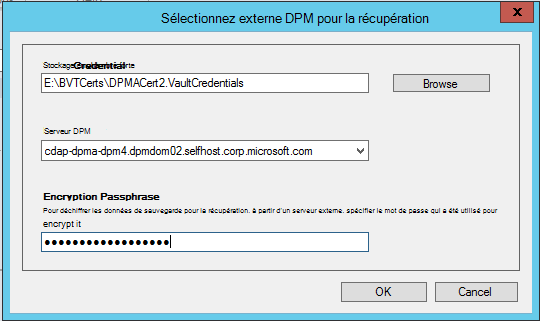 Sélectionnez externe DPM pour la récupération
x
Stockage Credential
E:\BVTCerts\DPMACert2.VaultCredentials
Browse
Serveur DPM
cdap-dpma-dpm4.dpmdom02.selfhost.corp.microsoft.com
Encryption Passphrase
Pour déchiffrer les données de sauvegarde pour la récupération. à partir d'un serveur externe. spécifier le mot de passe qui a été utilisé pour
encrypt it
●●●●●●●●●●●●●●●●●●
OK
Cancel